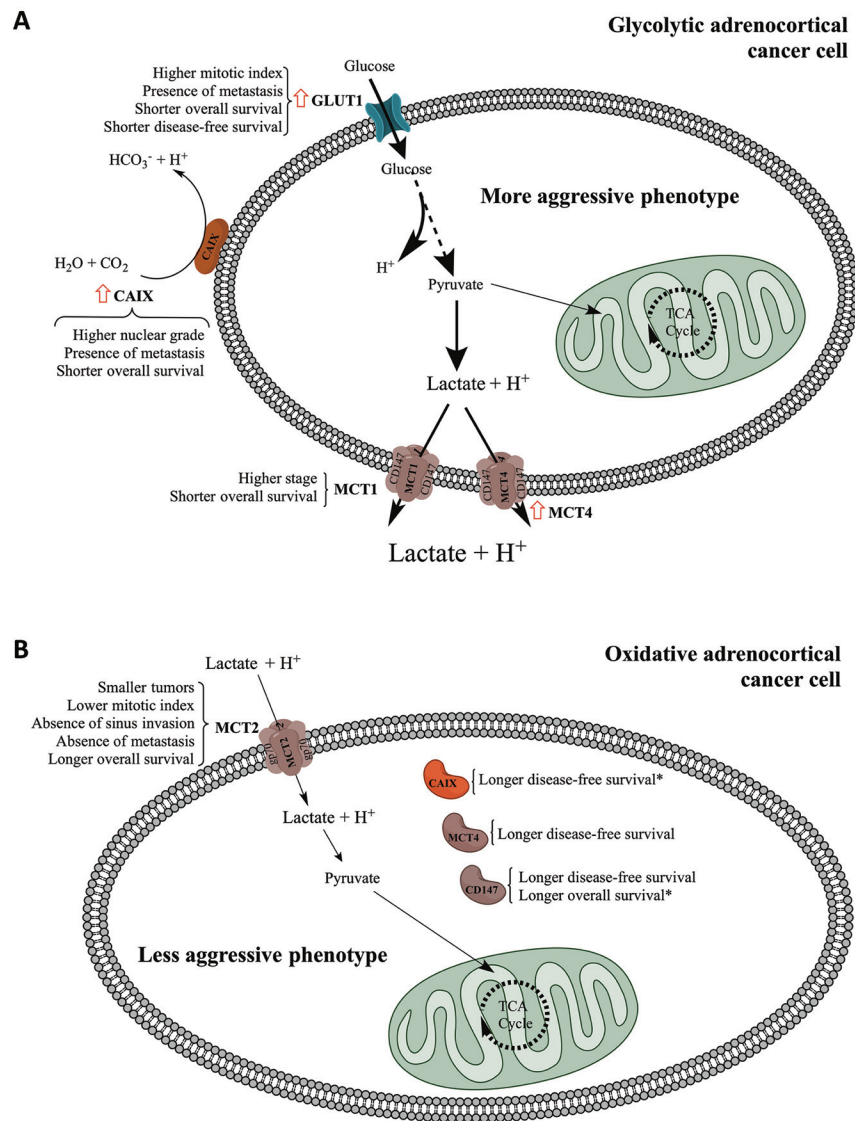 A
Glycolytic adrenocortical
cancer cell
Higher mitotic index
Presence of metastasis
Shorter overall survival
Shorter disease-free survival
GLUT1
Glucose
Glucose
HCO₃⁻ + H⁺
CAIX
H₂O + CO₂
CAIX
Higher nuclear grade
Presence of metastasis
Shorter overall survival
More aggressive phenotype
H⁺
Pyruvate
TCA
Cycle
Lactate + H⁺
Higher stage
Shorter overall survival
MCT1
CD147
MCT1
CD147
CD147
MCT4
CD147
MCT4
Lactate + H⁺
B
Oxidative adrenocortical
cancer cell
Lactate + H⁺
Smaller tumors
Lower mitotic index
Absence of sinus invasion
Absence of metastasis
Longer overall survival
MCT2
gp70
MCT2
gp70
Lactate + H⁺
Pyruvate
CAIX
Longer disease-free survival*
MCT4
Longer disease-free survival
CD147
Longer disease-free survival
Longer overall survival*
Less aggressive phenotype
TCA
Cycle